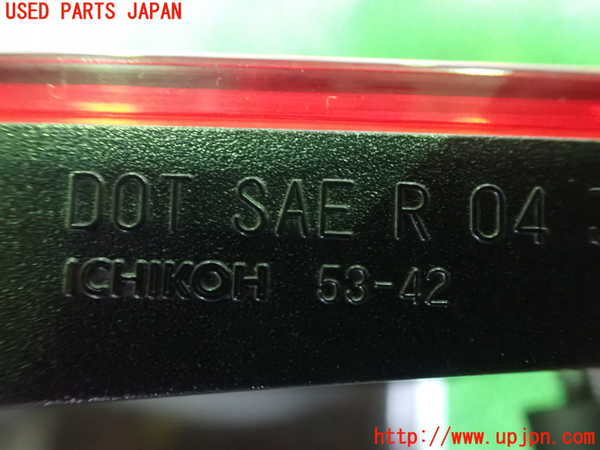 USED PARTS JAPAN
DOT SAE R 04
ICHIKOH 53-42
http://www.upjpn.com/